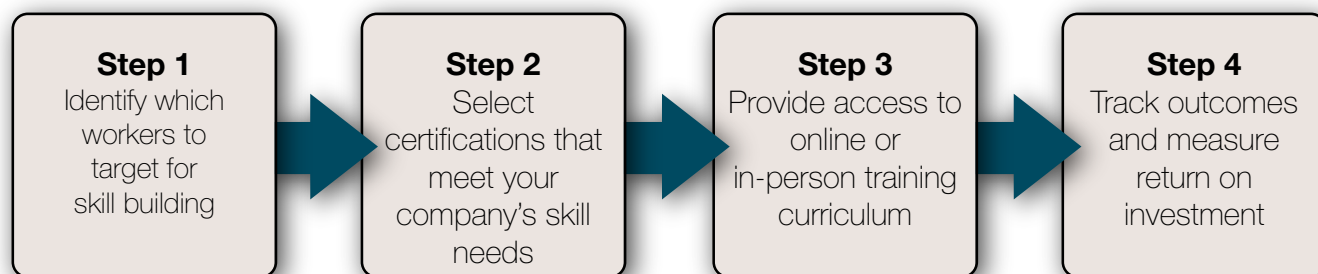 Step 1
Identify which
workers to
target for
skill building
Step 2
Select
certifications that
meet your
company’s skill
needs
Step 3
Provide access to
online or
in-person training
curriculum
Step 4
Track outcomes
and measure
return on
investment